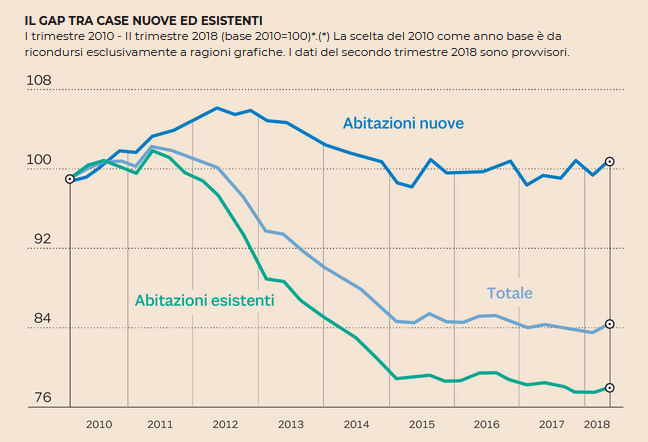 IL GAP TRA CASE NUOVE ED ESISTENTI
I trimestre 2010 - II trimestre 2018 (base 2010=100)*.(*) La scelta del 2010 come anno base è da
ricondursi esclusivamente a ragioni grafiche. I dati del secondo trimestre 2018 sono provvisori.
108
Abitazioni nuove
100
92
Totale
Abitazioni esistenti
84
76
2010 2011 2012 2013 2014 2015 2016 2017 2018